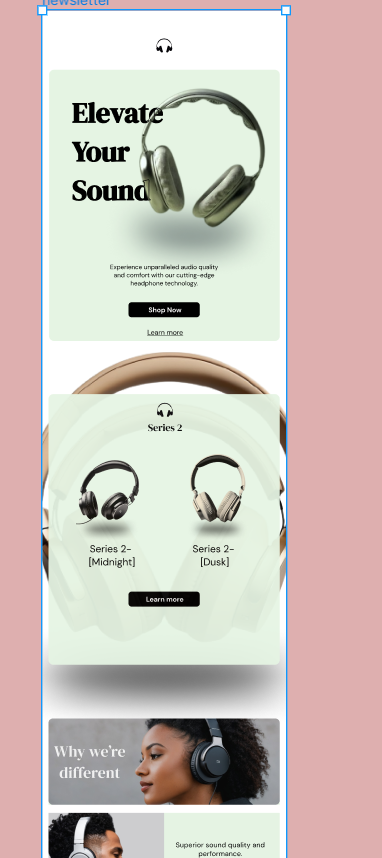 newsletter
Elevate
Your
Sound
Experience unparalleled audio quality
and comfort with our cutting-edge
headphone technology.
Shop Now
Learn more
Series 2
Series 2-
[Midnight]
Series 2-
[Dusk]
Learn more
Why we're
different
Superior sound quality and
performance.